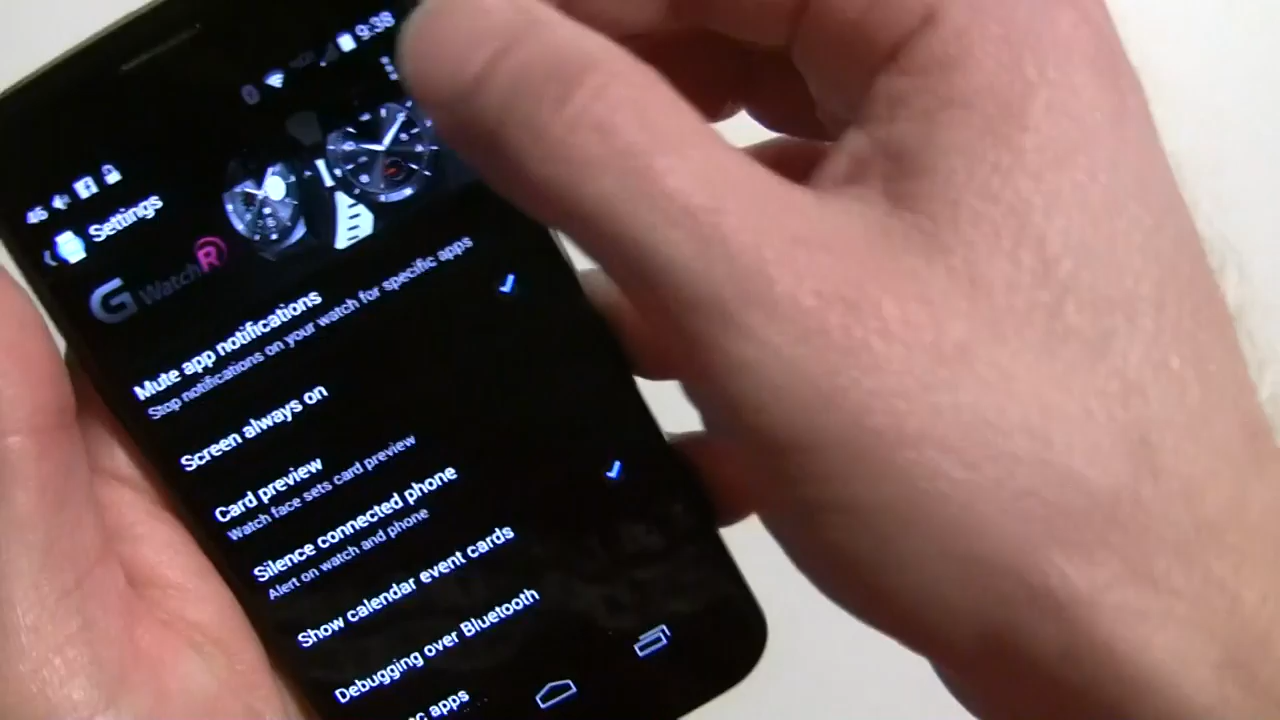 9:38
46
Settings
G WatchR
Mute app notifications
Stop notifications on your watch for specific apps
Screen always on
Card preview
Watch face sets card preview
Silence connected phone
Alert on watch and phone
Show calendar event cards
Debugging over Bluetooth
apps